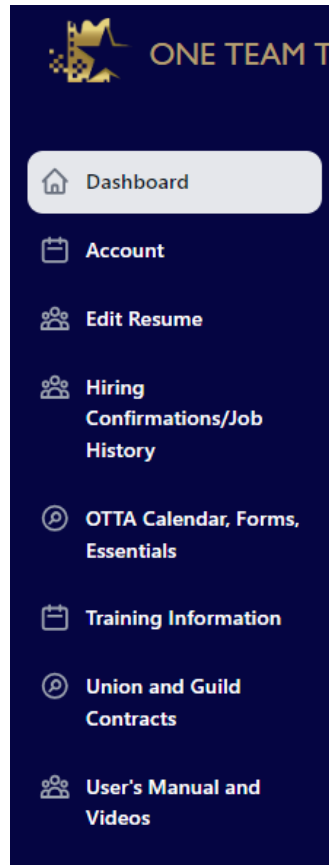 ONE TEAM T
Dashboard
Account
Edit Resume
Hiring
Confirmations/Job
History
OTTA Calendar, Forms,
Essentials
Training Information
Union and Guild
Contracts
User's Manual and
Videos